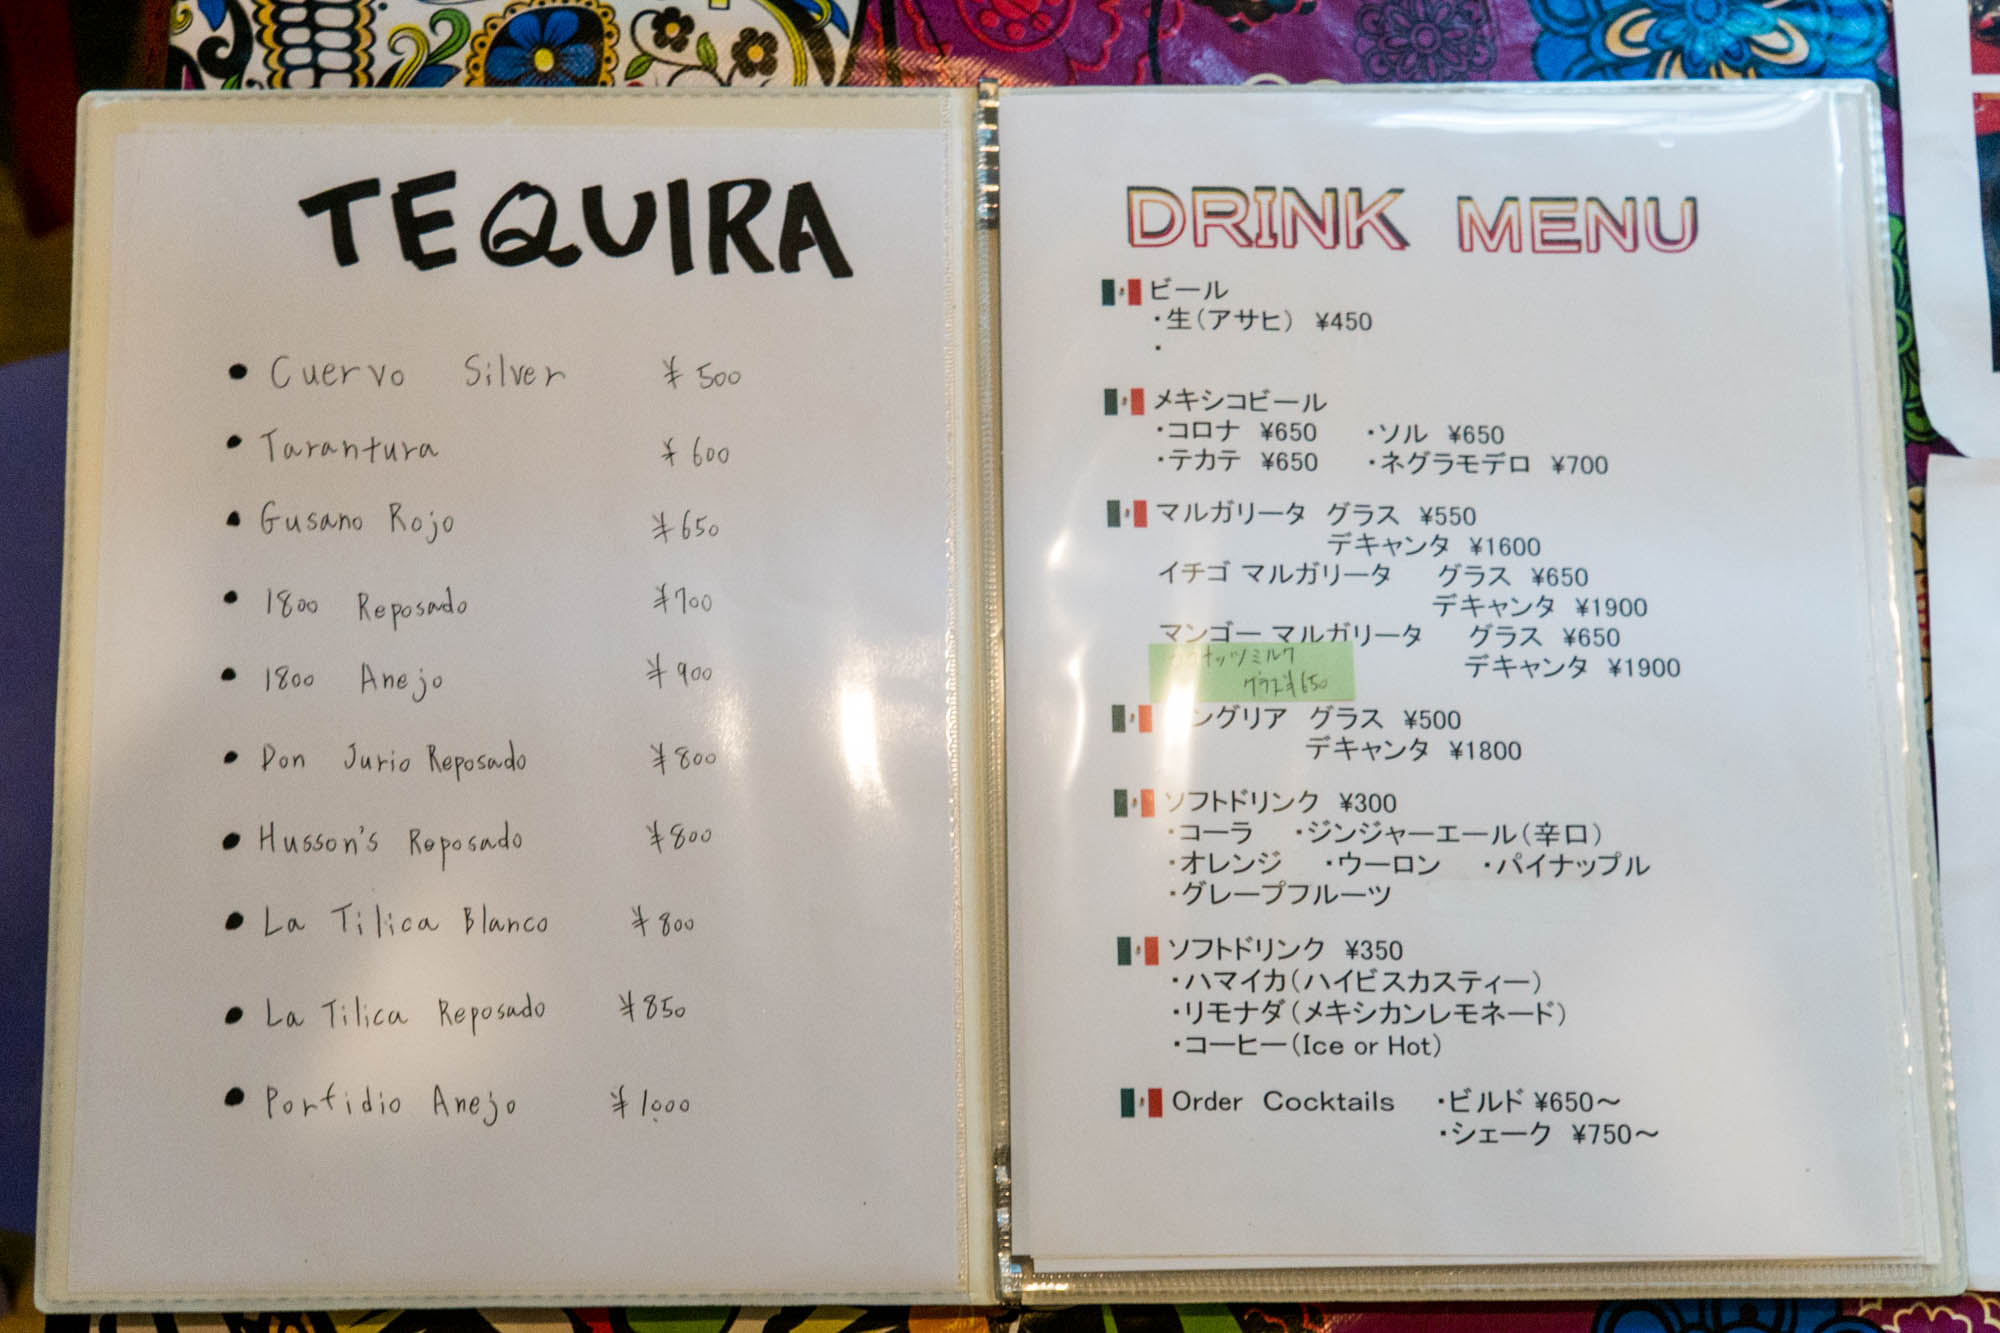 TEQUIRA
• Cuervo Silver ¥500
• Tarantura ¥600
• Gusano Rojo ¥650
• 1800 Reposado ¥700
• 1800 Anejo ¥900
• Don Jurio Reposado ¥800
• Husson's Reposado ¥800
• La Tilica Blanco ¥800
• La Tilica Reposado ¥850
• Porfidio Anejo ¥1,000
DRINK MENU
ビール
・生（アサヒ） ¥450
・
メキシコビール
・コロナ ¥650 ・ソル ¥650
・テカテ ¥650 ・ネグラモデロ ¥700
マルガリータ グラス ¥550
デキャンタ ¥1600
イチゴ マルガリータ グラス ¥650
デキャンタ ¥1900
マンゴー マルガリータ グラス ¥650
デキャンタ ¥1900
ナッツミルク
グラス¥650
ングリア グラス ¥500
デキャンタ ¥1800
ソフトドリンク ¥300
・コーラ ・ジンジャーエール（辛口）
・オレンジ ・ウーロン ・パイナップル
・グレープフルーツ
ソフトドリンク ¥350
・ハマイカ（ハイビスカスティー）
・リモナダ（メキシカンレモネード）
・コーヒー（Ice or Hot）
Order Cocktails ・ビルド ¥650～
・シェーク ¥750～